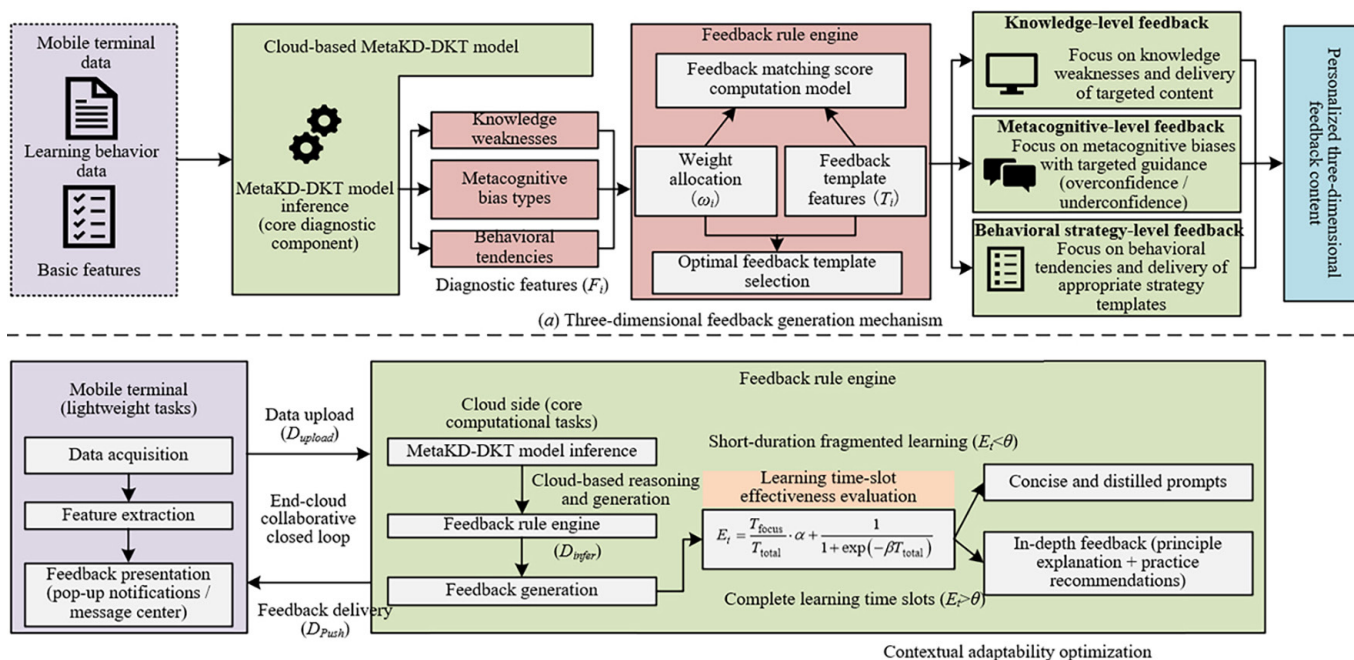 Mobile terminal
data
Learning behavior
data
Basic features
Cloud-based MetaKD-DKT model
MetaKD-DKT model
inference
(core diagnostic
component)
Knowledge
weaknesses
Metacognitive
bias types
Behavioral
tendencies
Diagnostic features (Fi)
Feedback rule engine
Feedback matching score
computation model
Weight
allocation
(ωi)
Feedback
template
features (Ti)
Optimal feedback template
selection
Knowledge-level feedback
Focus on knowledge
weaknesses and delivery
of targeted content
Metacognitive-level feedback
Focus on metacognitive biases
with targeted guidance
(overconfidence /
underconfidence)
Behavioral strategy-level feedback
Focus on behavioral
tendencies and delivery of
appropriate strategy
templates
Personalized three-dimensional
feedback content
(a) Three-dimensional feedback generation mechanism
Mobile terminal
(lightweight tasks)
Data acquisition
Feature extraction
Feedback presentation
(pop-up notifications /
message center)
Data upload
(Dupload)
End-cloud
collaborative
closed loop
Feedback delivery
(DPush)
Feedback rule engine
Cloud side (core
computational tasks)
MetaKD-DKT model inference
Cloud-based reasoning
and generation
Feedback rule engine
(Dinfer)
Feedback generation
Short-duration fragmented learning (Et<θ)
Learning time-slot
effectiveness evaluation
Et = Tfocus/Ttotal · α + 1/(1 + exp(−βTtotal))
Complete learning time slots (Et>θ)
Concise and distilled prompts
In-depth feedback (principle
explanation + practice
recommendations)
Contextual adaptability optimization